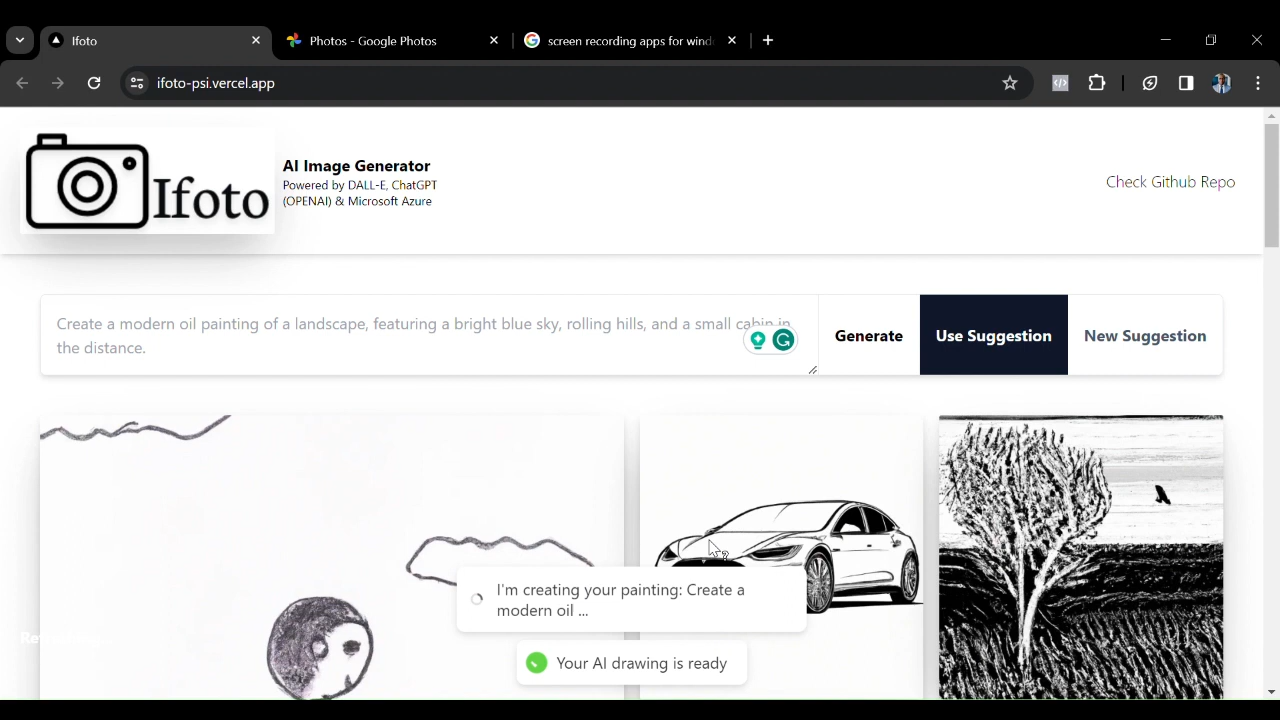 Ifoto
Photos - Google Photos
screen recording apps for wind
ifoto-psi.vercel.app
Ifoto
AI Image Generator
Powered by DALL-E, ChatGPT
(OPENAI) & Microsoft Azure
Check Github Repo
Create a modern oil painting of a landscape, featuring a bright blue sky, rolling hills, and a small cabin in
the distance.
Generate
Use Suggestion
New Suggestion
I'm creating your painting: Create a
modern oil ...
Your AI drawing is ready